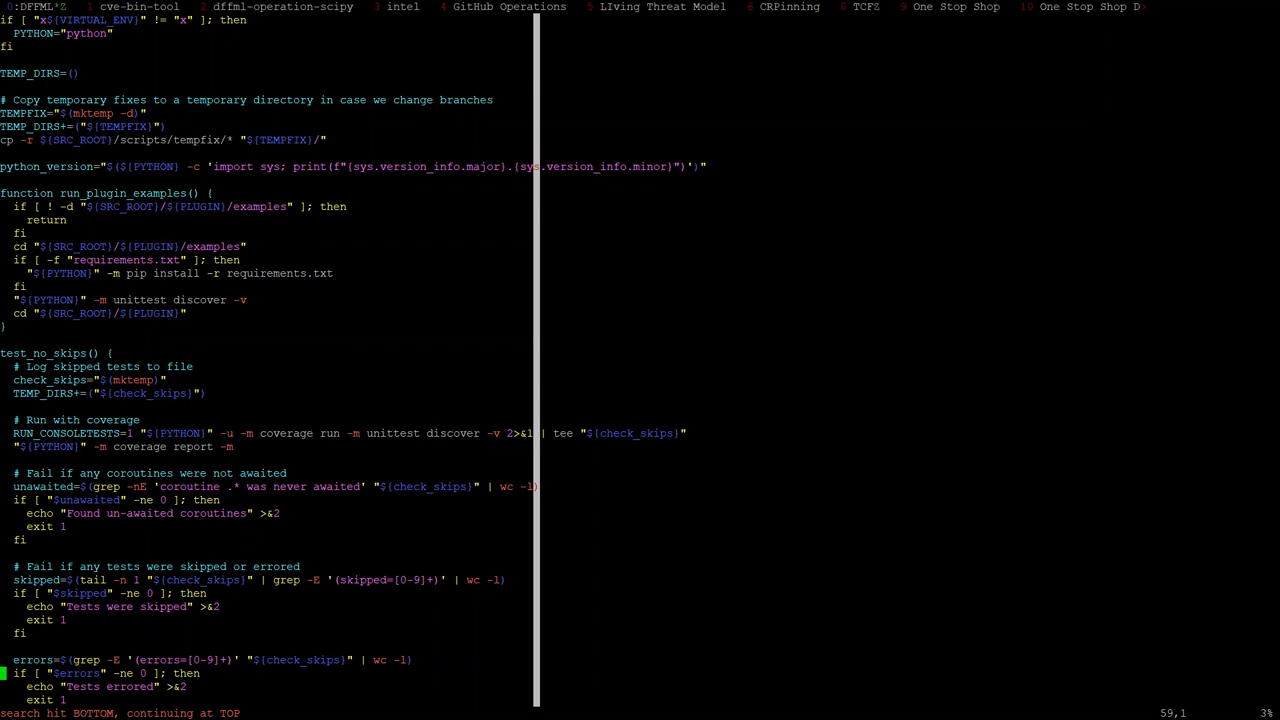 0:DFFML*Z  1 cve-bin-tool  2 dffml-operation-scipy  3 intel  4 GitHub Operations  5 LIving Threat Model  6 CRPinning  8 TCFZ  9 One Stop Shop  10 One Stop Shop D>
if [ "x${VIRTUAL_ENV}" != "x" ]; then
  PYTHON="python"
fi

TEMP_DIRS=()

# Copy temporary fixes to a temporary directory in case we change branches
TEMPFIX="$(mktemp -d)"
TEMP_DIRS+=("${TEMPFIX}")
cp -r ${SRC_ROOT}/scripts/tempfix/* "${TEMPFIX}/"

python_version="$(${PYTHON} -c 'import sys; print(f"{sys.version_info.major}.{sys.version_info.minor}")')"

function run_plugin_examples() {
  if [ ! -d "${SRC_ROOT}/${PLUGIN}/examples" ]; then
    return
  fi
  cd "${SRC_ROOT}/${PLUGIN}/examples"
  if [ -f "requirements.txt" ]; then
    "${PYTHON}" -m pip install -r requirements.txt
  fi
  "${PYTHON}" -m unittest discover -v
  cd "${SRC_ROOT}/${PLUGIN}"
}

test_no_skips() {
  # Log skipped tests to file
  check_skips="$(mktemp)"
  TEMP_DIRS+=("${check_skips}")

  # Run with coverage
  RUN_CONSOLETESTS=1 "${PYTHON}" -u -m coverage run -m unittest discover -v 2>&1 | tee "${check_skips}"
  "${PYTHON}" -m coverage report -m

  # Fail if any coroutines were not awaited
  unawaited=$(grep -nE 'coroutine .* was never awaited' "${check_skips}" | wc -l)
  if [ "$unawaited" -ne 0 ]; then
    echo "Found un-awaited coroutines" >&2
    exit 1
  fi

  # Fail if any tests were skipped or errored
  skipped=$(tail -n 1 "${check_skips}" | grep -E '(skipped=[0-9]+)' | wc -l)
  if [ "$skipped" -ne 0 ]; then
    echo "Tests were skipped" >&2
    exit 1
  fi

  errors=$(grep -E '(errors=[0-9]+)' "${check_skips}" | wc -l)
  if [ "$errors" -ne 0 ]; then
    echo "Tests errored" >&2
    exit 1
search hit BOTTOM, continuing at TOP  59,1  3%